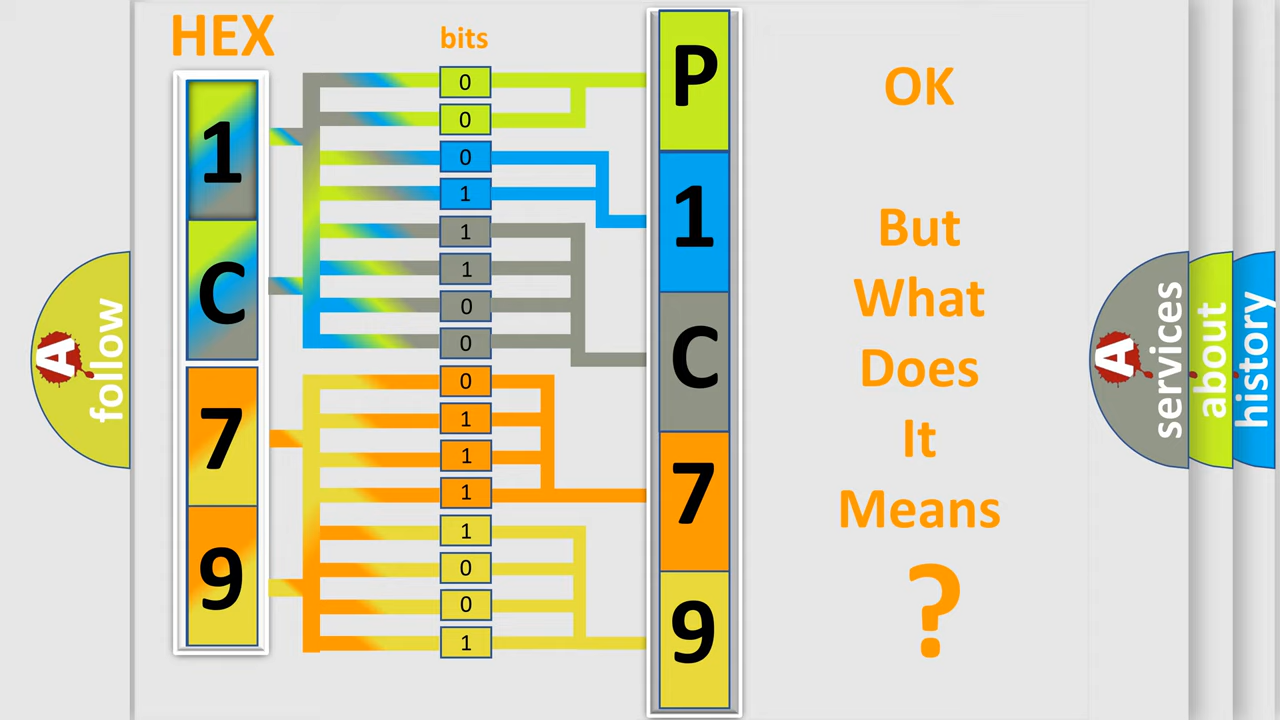 HEX
bits
1
C
7
9
0
0
0
1
1
1
0
0
0
1
1
1
1
0
0
1
P
1
C
7
9
OK
But
What
Does
It
Means
?
A
follow
A
services
about
history